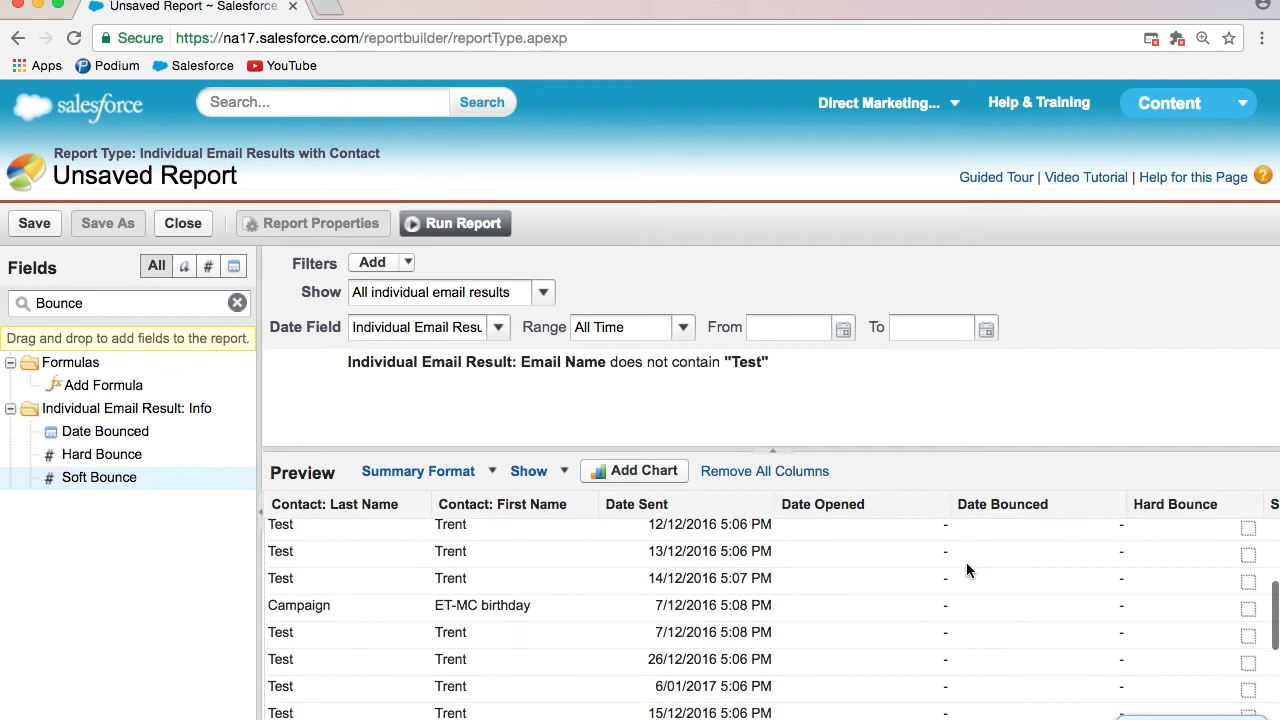 Unsaved Report ~ Salesforce
Secure https://na17.salesforce.com/reportbuilder/reportType.apexp
Apps Podium Salesforce YouTube
salesforce Search... Search Direct Marketing... Help & Training Content
Report Type: Individual Email Results with Contact
Unsaved Report
Guided Tour | Video Tutorial | Help for this Page ?
Save Save As Close Report Properties Run Report
Fields All a #
Filters Add
Bounce
Show All individual email results
Drag and drop to add fields to the report.
Date Field Individual Email Resu Range All Time From To
Formulas
fx Add Formula
Individual Email Result: Email Name does not contain "Test"
Individual Email Result: Info
Date Bounced
# Hard Bounce
# Soft Bounce
Preview Summary Format Show Add Chart Remove All Columns
Contact: Last Name Contact: First Name Date Sent Date Opened Date Bounced Hard Bounce S
Test Trent 12/12/2016 5:06 PM - -
Test Trent 13/12/2016 5:06 PM - -
Test Trent 14/12/2016 5:07 PM - -
Campaign ET-MC birthday 7/12/2016 5:08 PM - -
Test Trent 7/12/2016 5:08 PM - -
Test Trent 26/12/2016 5:06 PM - -
Test Trent 6/01/2017 5:06 PM - -
Test Trent 15/12/2016 5:06 PM - -